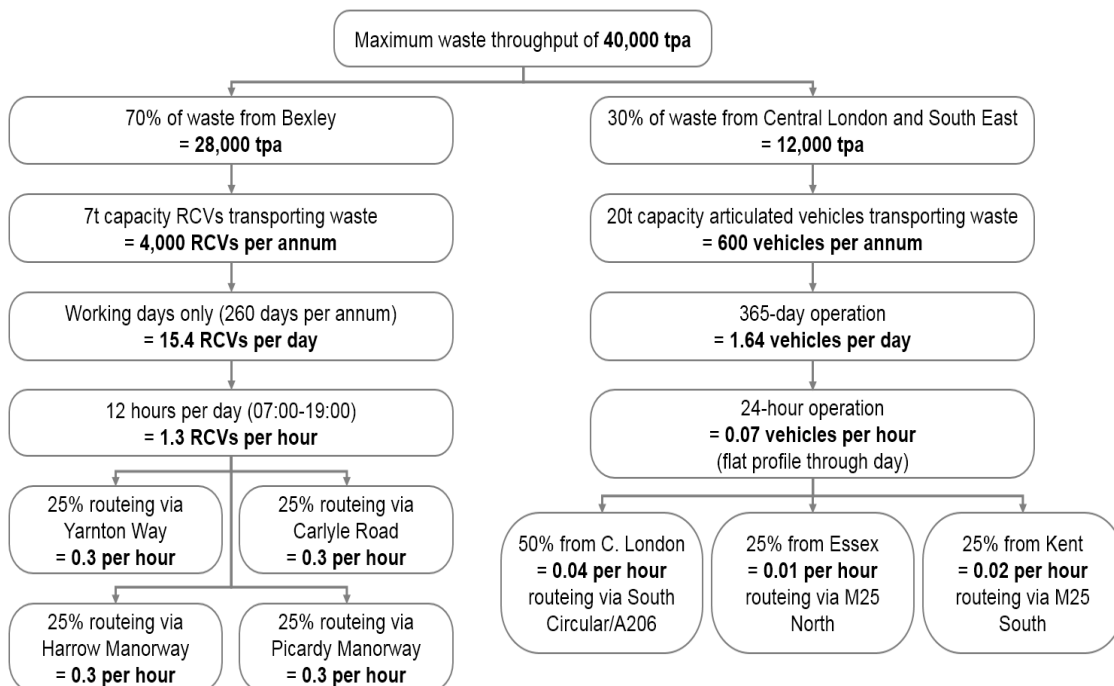 Maximum waste throughput of 40,000 tpa
70% of waste from Bexley
= 28,000 tpa
30% of waste from Central London and South East
= 12,000 tpa
7t capacity RCVs transporting waste
= 4,000 RCVs per annum
20t capacity articulated vehicles transporting waste
= 600 vehicles per annum
Working days only (260 days per annum)
= 15.4 RCVs per day
365-day operation
= 1.64 vehicles per day
12 hours per day (07:00-19:00)
= 1.3 RCVs per hour
24-hour operation
= 0.07 vehicles per hour
(flat profile through day)
25% routeing via
Yarnton Way
= 0.3 per hour
25% routeing via
Carlyle Road
= 0.3 per hour
50% from C. London
= 0.04 per hour
routeing via South
Circular/A206
25% from Essex
= 0.01 per hour
routeing via M25
North
25% from Kent
= 0.02 per hour
routeing via M25
South
25% routeing via
Harrow Manorway
= 0.3 per hour
25% routeing via
Picardy Manorway
= 0.3 per hour